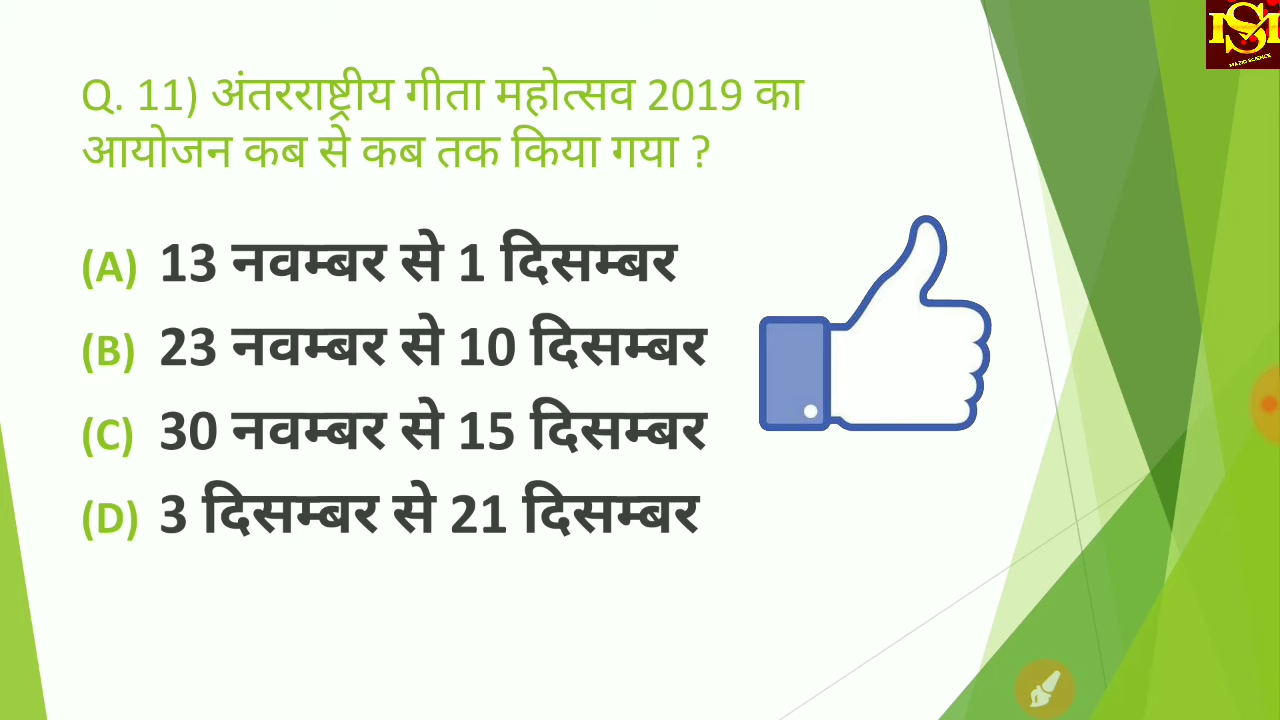 Q. 11) अंतरराष्ट्रीय गीता महोत्सव 2019 का
आयोजन कब से कब तक किया गया ?
(A) 13 नवम्बर से 1 दिसम्बर
(B) 23 नवम्बर से 10 दिसम्बर
(C) 30 नवम्बर से 15 दिसम्बर
(D) 3 दिसम्बर से 21 दिसम्बर